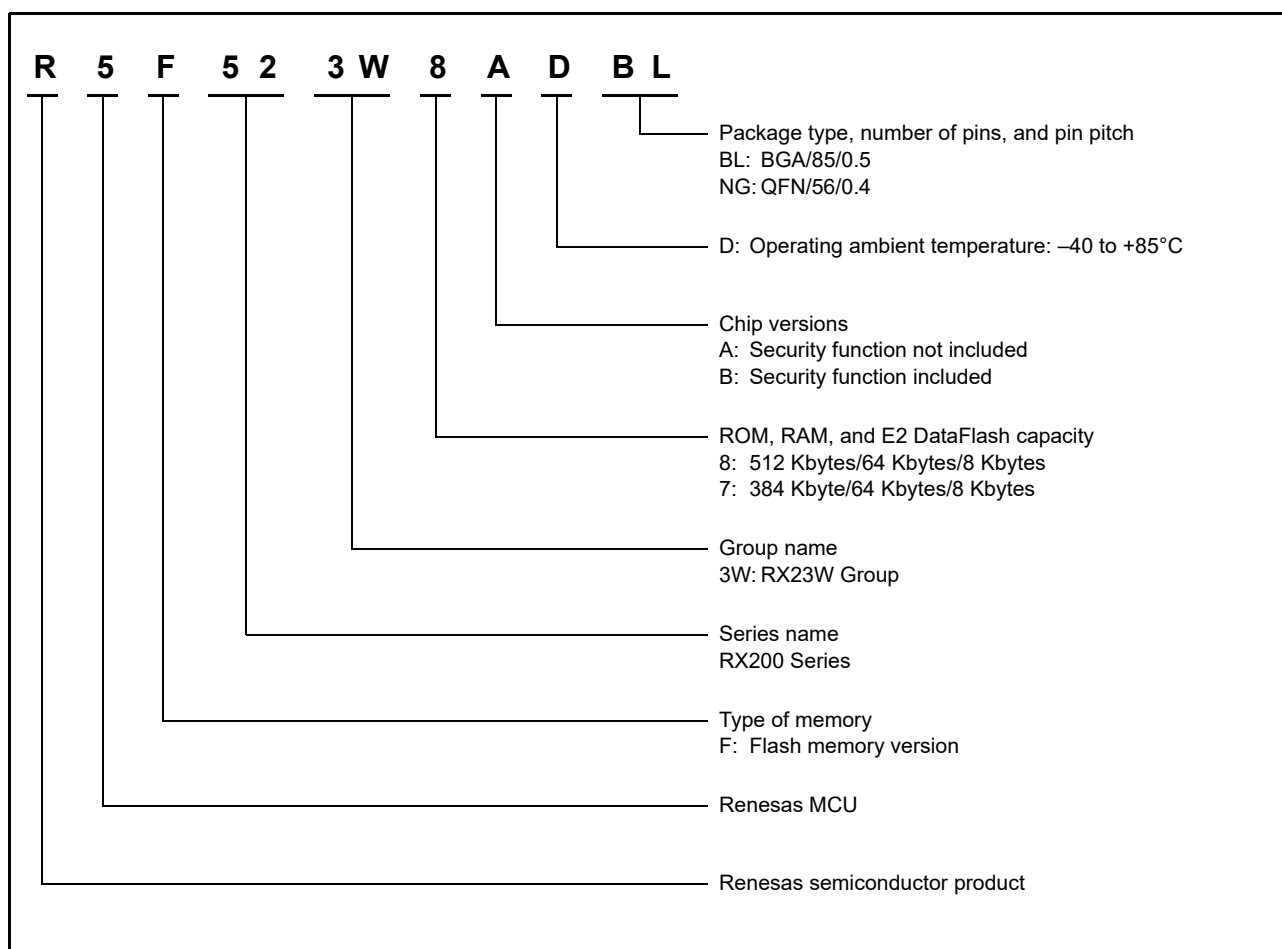 R 5 F 5 2 3 W 8 A D B L
Package type, number of pins, and pin pitch
BL: BGA/85/0.5
NG: QFN/56/0.4
D: Operating ambient temperature: –40 to +85°C
Chip versions
A: Security function not included
B: Security function included
ROM, RAM, and E2 DataFlash capacity
8: 512 Kbytes/64 Kbytes/8 Kbytes
7: 384 Kbyte/64 Kbytes/8 Kbytes
Group name
3W: RX23W Group
Series name
RX200 Series
Type of memory
F: Flash memory version
Renesas MCU
Renesas semiconductor product